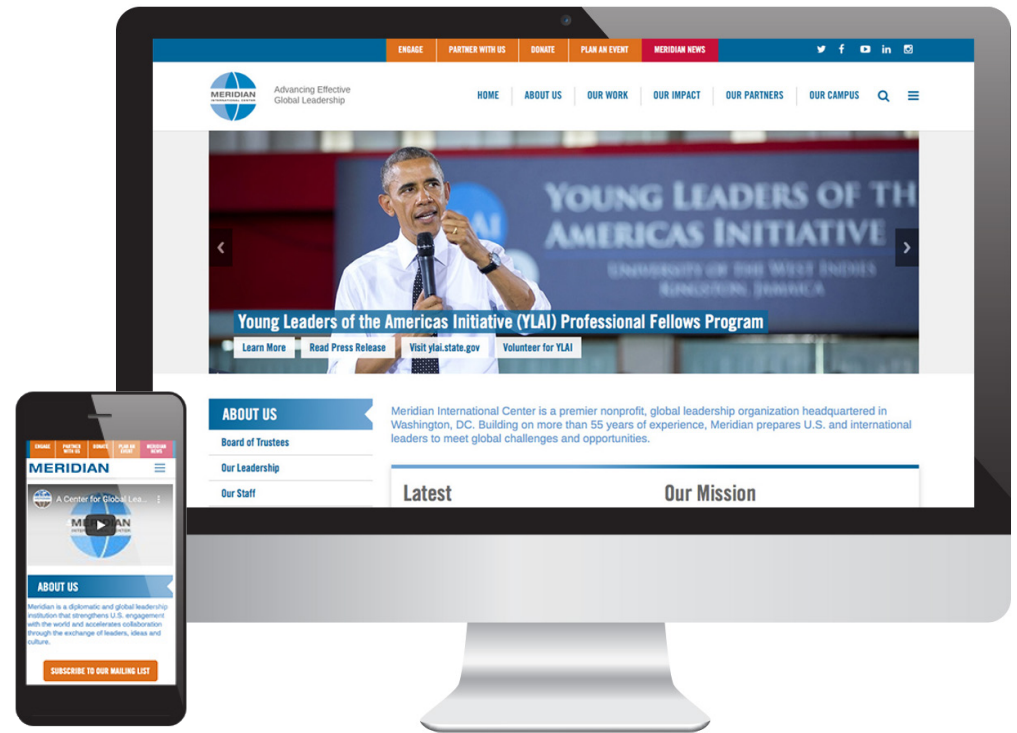 ENGAGE
PARTNER WITH US
DONATE
PLAN AN EVENT
MERIDIAN NEWS
MERIDIAN
INTERNATIONAL CENTER
Advancing Effective
Global Leadership
HOME
ABOUT US
OUR WORK
OUR IMPACT
OUR PARTNERS
OUR CAMPUS
YOUNG LEADERS OF TH
AMERICAS INITIATIVE
UNIVERSITY OF THE WEST INDIES
KINGSTON, JAMAICA
Young Leaders of the Americas Initiative (YLAI) Professional Fellows Program
Learn More
Read Press Release
Visit ylai.state.gov
Volunteer for YLAI
ABOUT US
Board of Trustees
Our Leadership
Our Staff
Meridian International Center is a premier nonprofit, global leadership organization headquartered in
Washington, DC. Building on more than 55 years of experience, Meridian prepares U.S. and international
leaders to meet global challenges and opportunities.
Latest
Our Mission
ENGAGE
PARTNER
WITH US
DONATE
PLAN AN
EVENT
MERIDIAN
NEWS
MERIDIAN
A Center for Global Lea...
MERIDIAN
INTERNATIONAL CENTER
ABOUT US
Meridian is a diplomatic and global leadership
institution that strengthens U.S. engagement
with the world and accelerates collaboration
through the exchange of leaders, ideas and
culture.
SUBSCRIBE TO OUR MAILING LIST